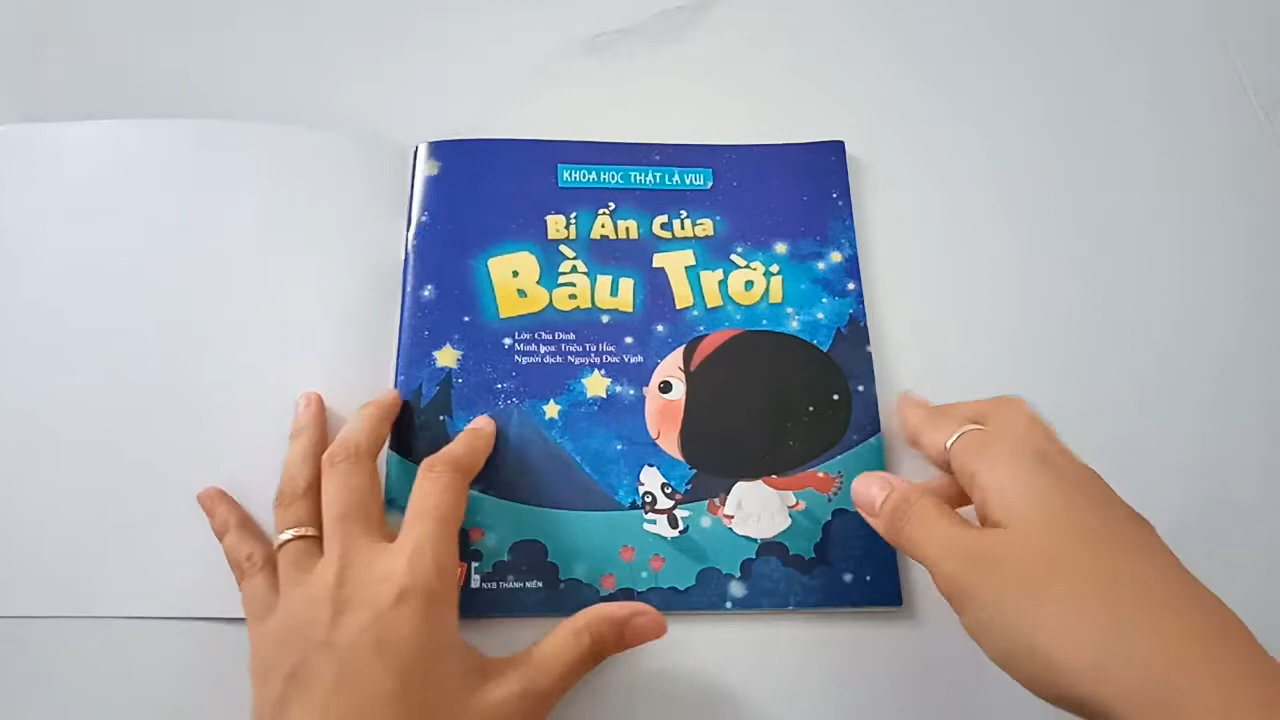 KHOA HỌC THẬT LÀ VUI
Bí Ẩn Của
Bầu Trời
Lời: Chu Đình
Minh họa: Triệu Tử Húc
Người dịch: Nguyễn Đức Vịnh
NXB THANH NIÊN